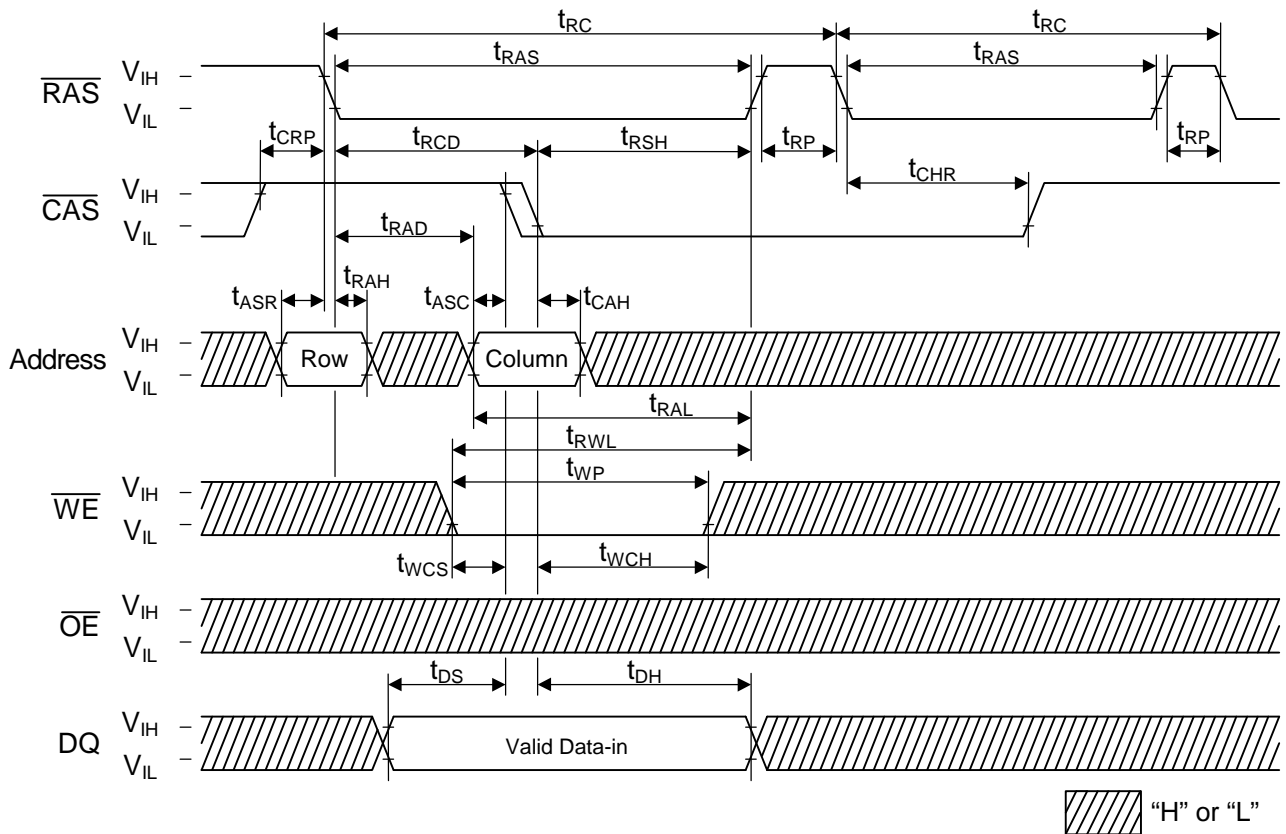 tRC tRC
tRAS tRAS
RAS VIH
VIL
tCRP tRCD tRSH tRP tCHR tRP
CAS VIH
VIL
tRAD
tASR tRAH tASC tCAH
Address VIH
VIL
Row Column
tRAL
tRWL
tWP
WE VIH
VIL
tWCS tWCH
OE VIH
VIL
tDS tDH
DQ VIH
VIL
Valid Data-in
“H” or “L”